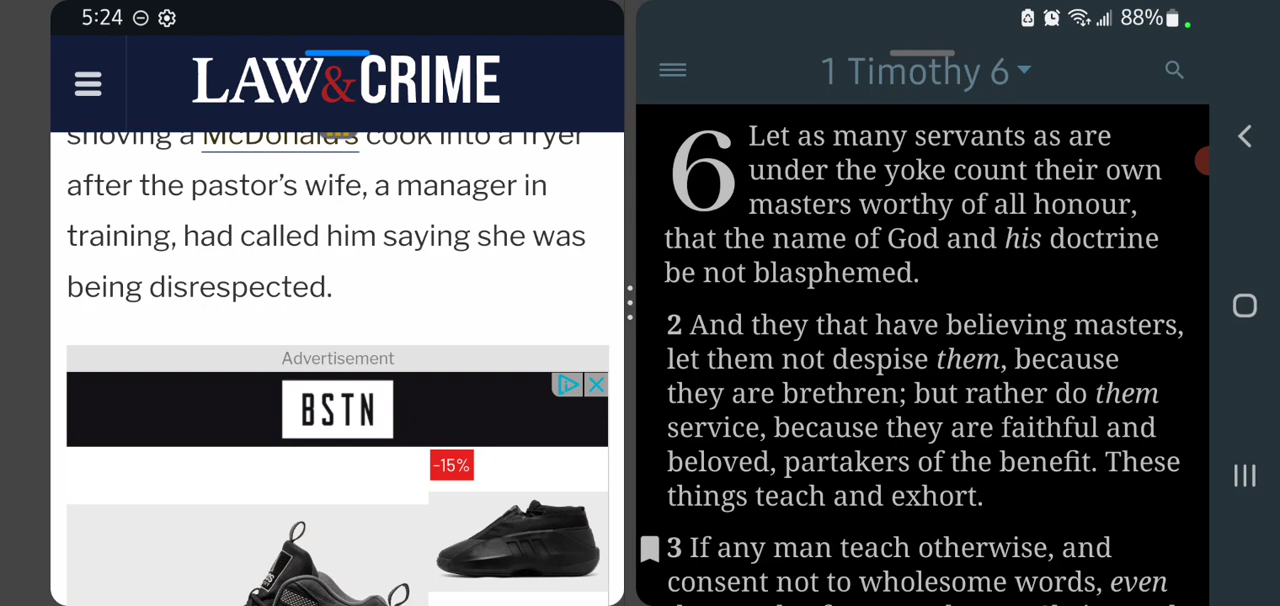 5:24
LAW&CRIME
shoving a McDonald's cook into a fryer
after the pastor's wife, a manager in
training, had called him saying she was
being disrespected.
Advertisement
BSTN
-15%
88%
1 Timothy 6
6 Let as many servants as are
under the yoke count their own
masters worthy of all honour,
that the name of God and his doctrine
be not blasphemed.
2 And they that have believing masters,
let them not despise them, because
they are brethren; but rather do them
service, because they are faithful and
beloved, partakers of the benefit. These
things teach and exhort.
3 If any man teach otherwise, and
consent not to wholesome words, even